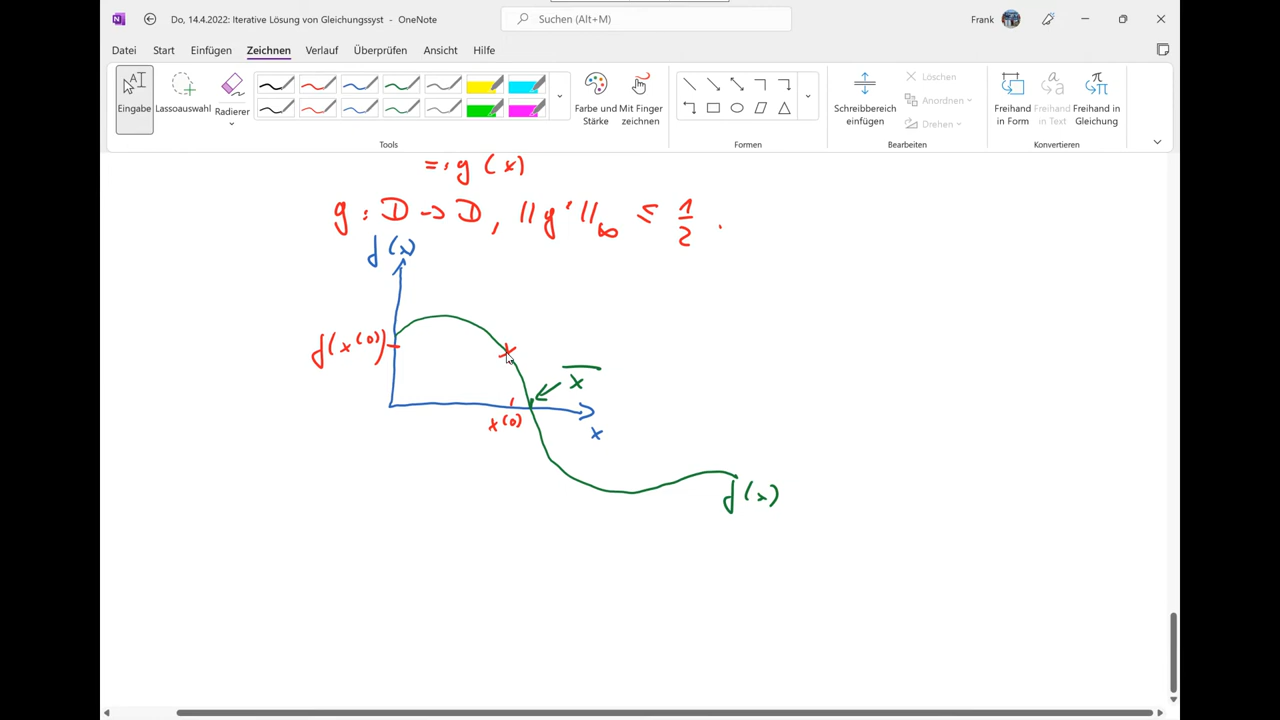 Do, 14.4.2022: Iterative Lösung von Gleichungssyst - OneNote
Suchen (Alt+M)
Frank
Datei Start Einfügen Zeichnen Verlauf Überprüfen Ansicht Hilfe
Eingabe
Lassoauswahl
Radierer
Farbe und Stärke
Mit Finger zeichnen
Schreibbereich einfügen
Löschen
Anordnen
Drehen
Freihand in Form
Freihand in Text
Freihand in Gleichung
Tools
Formen
Bearbeiten
Konvertieren
=: g(x)
g: D → D, ||g'||∞ ≤ 1/2.
f(x)
f(x^(0))
x̄
x^(0)
x
f(x)